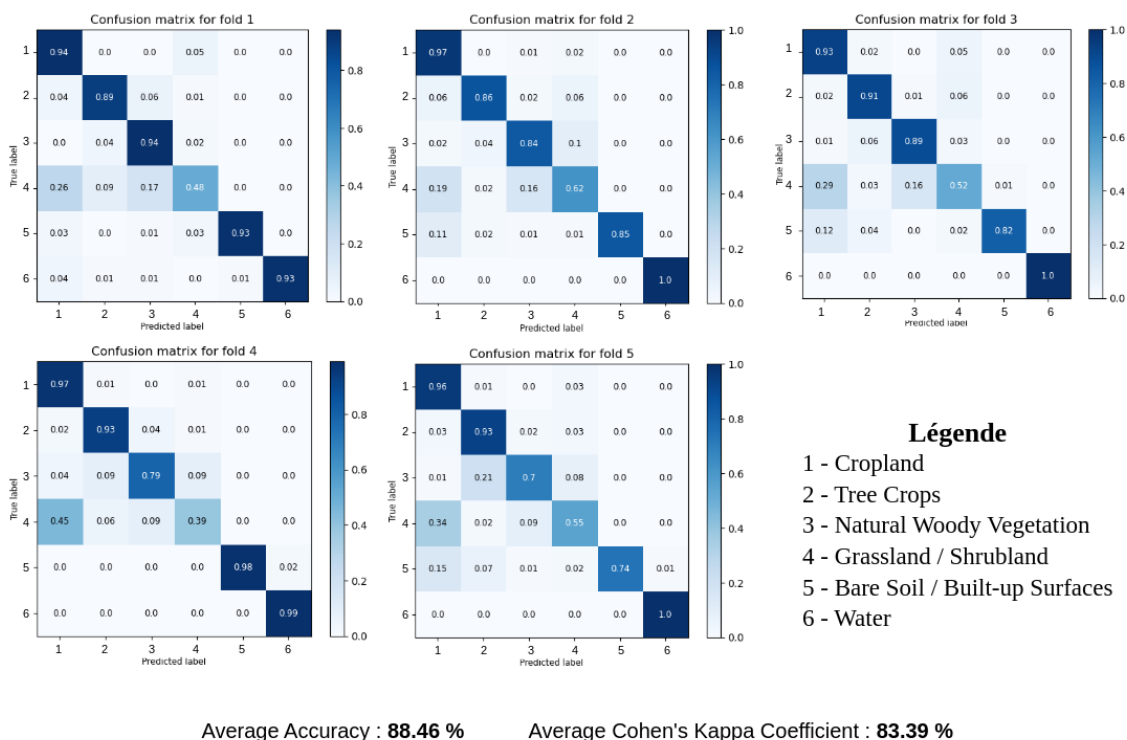 Confusion matrix for fold 1
True label
1 0.94 0.0 0.0 0.05 0.0 0.0
2 0.04 0.89 0.06 0.01 0.0 0.0
3 0.0 0.04 0.94 0.02 0.0 0.0
4 0.26 0.09 0.17 0.48 0.0 0.0
5 0.03 0.0 0.01 0.03 0.93 0.0
6 0.04 0.01 0.01 0.0 0.01 0.93
1 2 3 4 5 6
Predicted label
0.8
0.6
0.4
0.2
0.0
Confusion matrix for fold 2
True label
1 0.97 0.0 0.01 0.02 0.0 0.0
2 0.06 0.86 0.02 0.06 0.0 0.0
3 0.02 0.04 0.84 0.1 0.0 0.0
4 0.19 0.02 0.16 0.62 0.0 0.0
5 0.11 0.02 0.01 0.01 0.85 0.0
6 0.0 0.0 0.0 0.0 0.0 1.0
1 2 3 4 5 6
Predicted label
1.0
0.8
0.6
0.4
0.2
0.0
Confusion matrix for fold 3
True label
1 0.93 0.02 0.0 0.05 0.0 0.0
2 0.02 0.91 0.01 0.06 0.0 0.0
3 0.01 0.06 0.89 0.03 0.0 0.0
4 0.29 0.03 0.16 0.52 0.01 0.0
5 0.12 0.04 0.0 0.02 0.82 0.0
6 0.0 0.0 0.0 0.0 0.0 1.0
1 2 3 4 5 6
Predicted label
1.0
0.8
0.6
0.4
0.2
0.0
Confusion matrix for fold 4
True label
1 0.97 0.01 0.0 0.01 0.0 0.0
2 0.02 0.93 0.04 0.01 0.0 0.0
3 0.04 0.09 0.79 0.09 0.0 0.0
4 0.45 0.06 0.09 0.39 0.0 0.0
5 0.0 0.0 0.0 0.0 0.98 0.02
6 0.0 0.0 0.0 0.0 0.0 0.99
1 2 3 4 5 6
Predicted label
0.8
0.6
0.4
0.2
0.0
Confusion matrix for fold 5
True label
1 0.96 0.01 0.0 0.03 0.0 0.0
2 0.03 0.93 0.02 0.03 0.0 0.0
3 0.01 0.21 0.7 0.08 0.0 0.0
4 0.34 0.02 0.09 0.55 0.0 0.0
5 0.15 0.07 0.01 0.02 0.74 0.01
6 0.0 0.0 0.0 0.0 0.0 1.0
1 2 3 4 5 6
Predicted label
1.0
0.8
0.6
0.4
0.2
0.0
Légende
1 - Cropland
2 - Tree Crops
3 - Natural Woody Vegetation
4 - Grassland / Shrubland
5 - Bare Soil / Built-up Surfaces
6 - Water
Average Accuracy : 88.46 % Average Cohen's Kappa Coefficient : 83.39 %